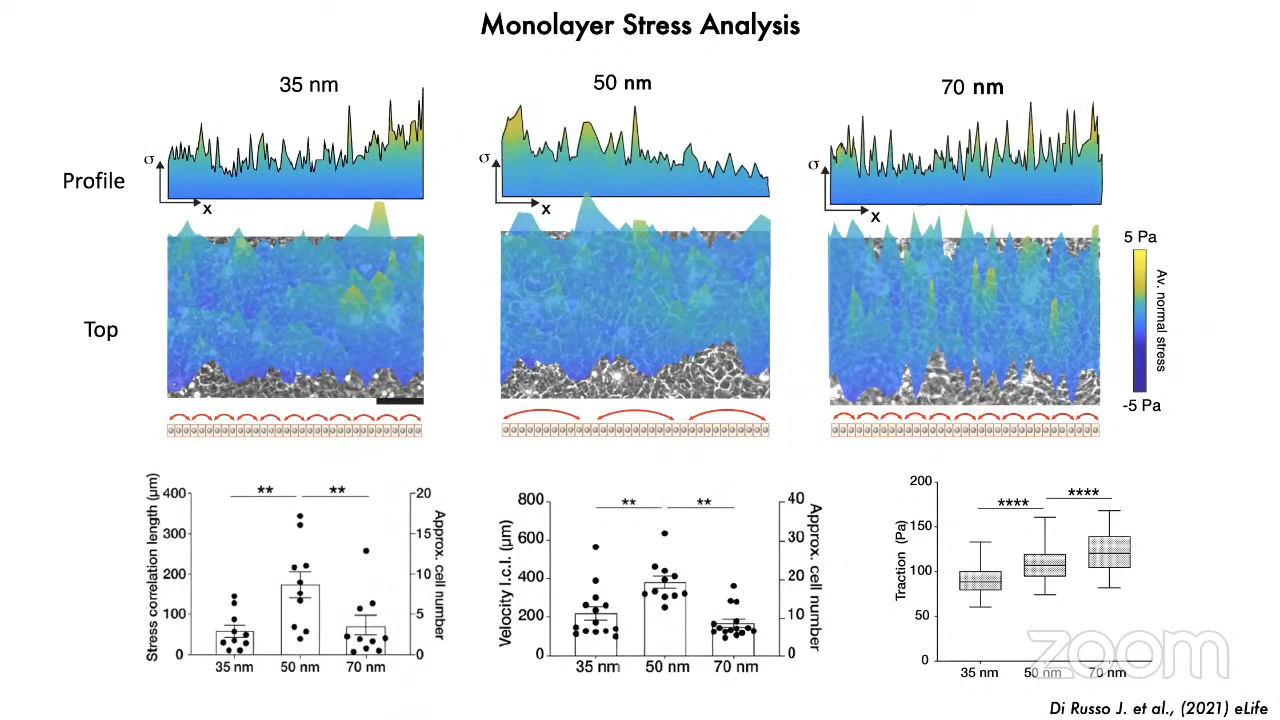 Monolayer Stress Analysis
35 nm
50 nm
70 nm
Profile
σ
x
σ
x
σ
x
Top
5 Pa
Av. normal stress
-5 Pa
Stress correlation length (μm)
400
300
200
100
0
** **
20
15
10
5
0
Approx. cell number
35 nm 50 nm 70 nm
Velocity l.c.l. (μm)
800
600
400
200
0
** **
40
30
20
10
0
Approx. cell number
35 nm 50 nm 70 nm
Traction (Pa)
200
150
100
50
0
**** ****
35 nm 50 nm 70 nm
zoom
Di Russo J. et al., (2021) eLife